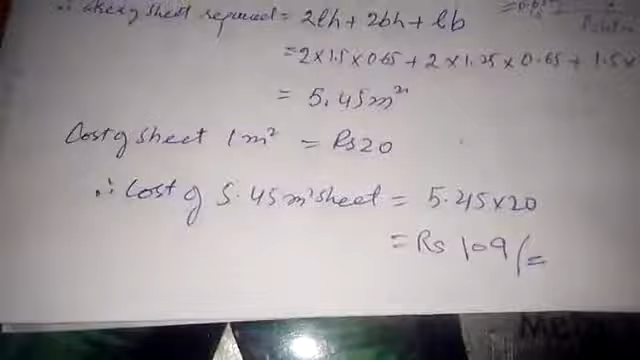 ∴ Area of sheet required = 2lh + 2bh + lb
= 2×1.5×0.65 + 2×1.25×0.65 + 1.5×
= 5.45m²
Cost of sheet 1m² = Rs20
∴ Cost of 5.45m² sheet = 5.45×20
= Rs 109/=